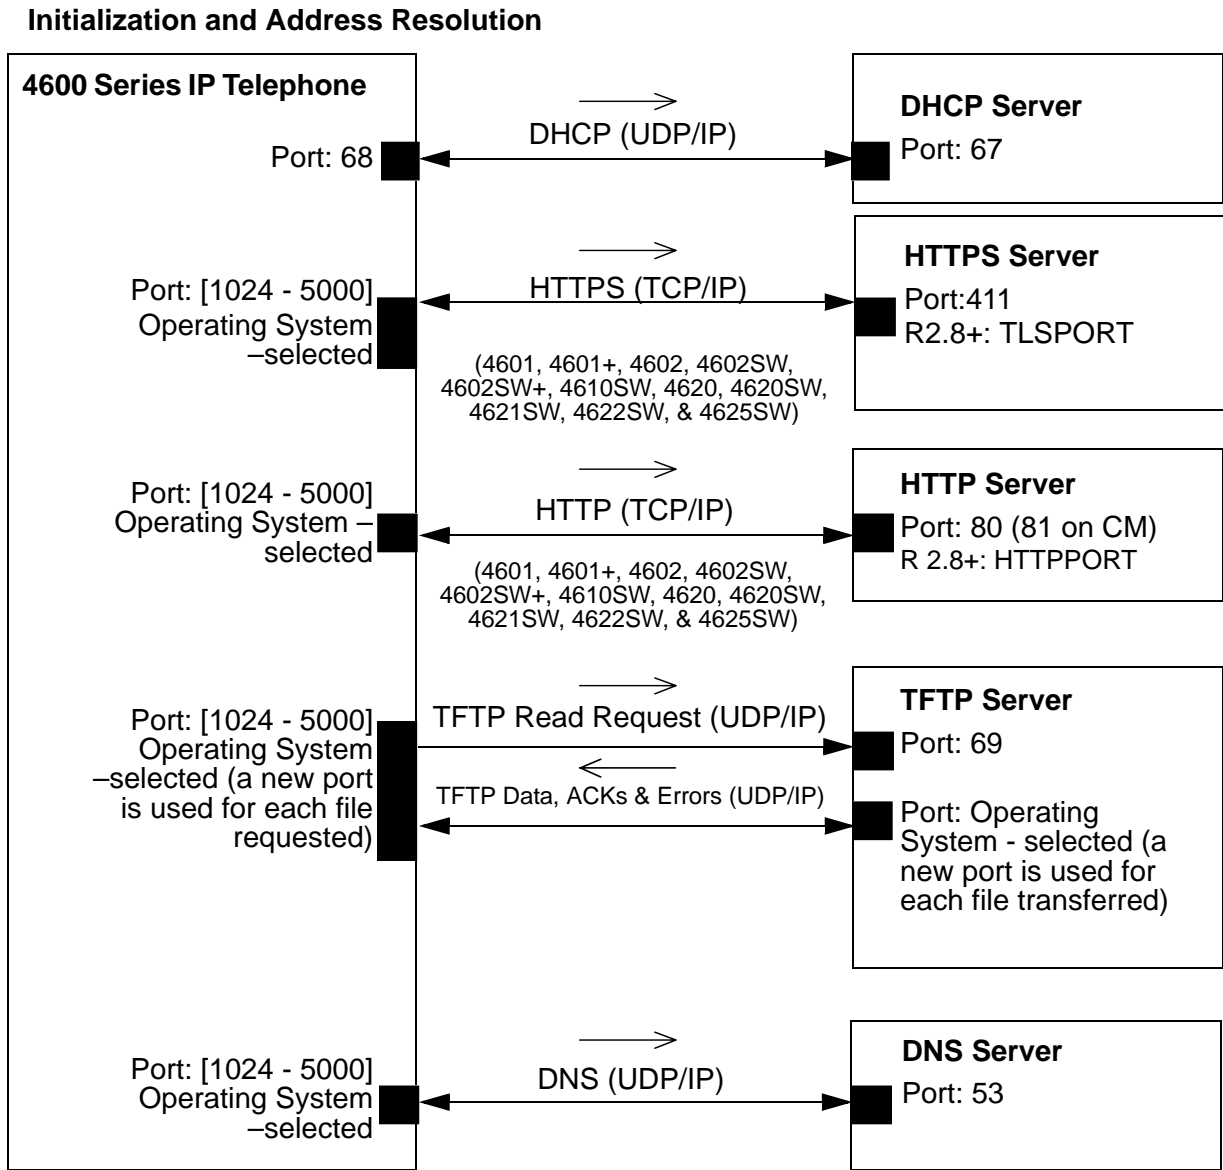 Initialization and Address Resolution
4600 Series IP Telephone
DHCP Server
DHCP (UDP/IP)
Port: 68
Port: 67
HTTPS Server
Port: [1024 - 5000]
Operating System
–selected
HTTPS (TCP/IP)
Port:411
R2.8+: TLSPORT
(4601, 4601+, 4602, 4602SW,
4602SW+, 4610SW, 4620, 4620SW,
4621SW, 4622SW, & 4625SW)
HTTP Server
Port: [1024 - 5000]
Operating System –
selected
HTTP (TCP/IP)
Port: 80 (81 on CM)
R 2.8+: HTTPPORT
(4601, 4601+, 4602, 4602SW,
4602SW+, 4610SW, 4620, 4620SW,
4621SW, 4622SW, & 4625SW)
TFTP Server
Port: [1024 - 5000]
Operating System
–selected (a new port
is used for each file
requested)
TFTP Read Request (UDP/IP)
Port: 69
TFTP Data, ACKs & Errors (UDP/IP)
Port: Operating
System - selected (a
new port is used for
each file transferred)
DNS Server
Port: [1024 - 5000]
Operating System
–selected
DNS (UDP/IP)
Port: 53